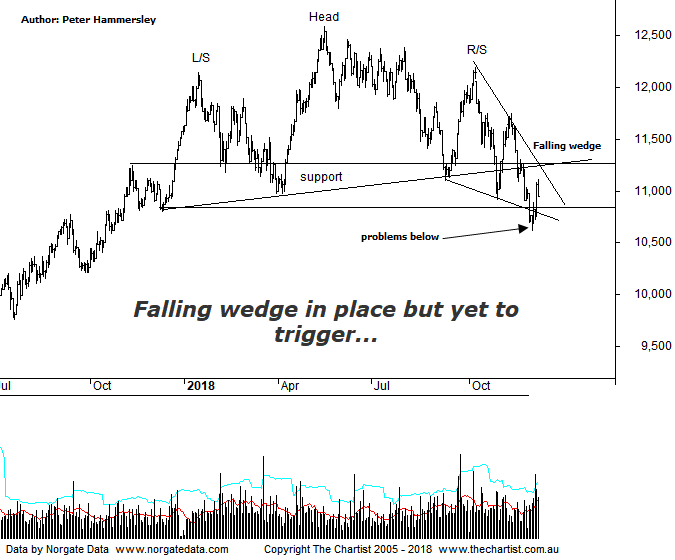 Author: Peter Hammersley
Head
L/S
R/S
12,500
12,000
11,500
11,000
10,500
10,000
9,500
Falling wedge
support
problems below
Falling wedge in place but yet to
trigger...
Jul
Oct
2018
Apr
Jul
Oct
Data by Norgate Data www.norgatedata.com
Copyright The Chartist 2005 - 2018 www.thechartist.com.au